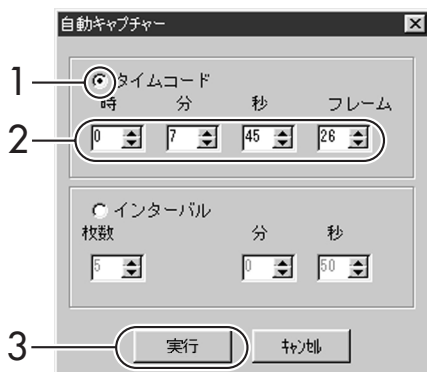 自動キャプチャー
1
タイムコード
時 分 秒 フレーム
2
0 7 45 26
インターバル
枚数 分 秒
5 0 50
3
実行 キャンセル